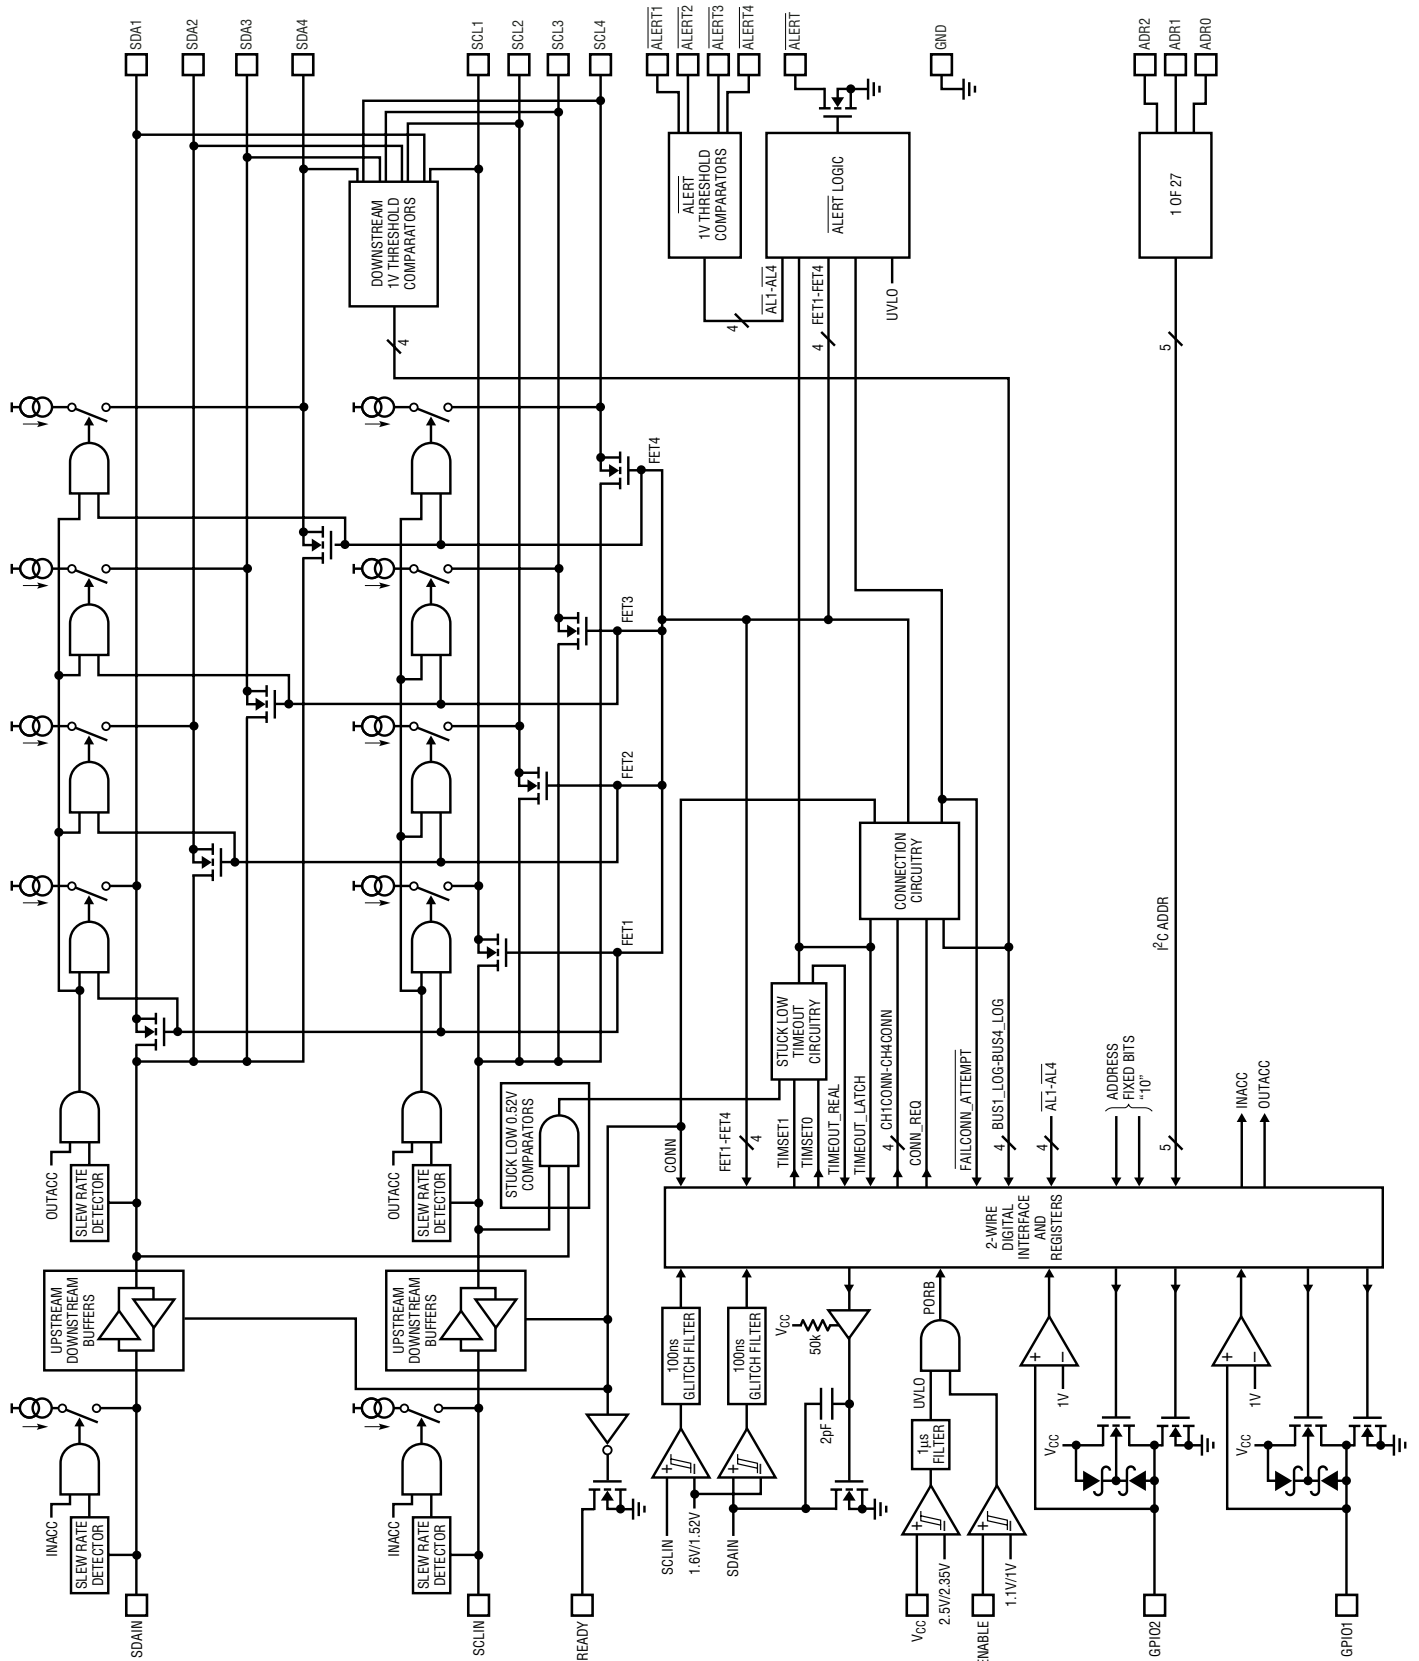 SDA1
SDA2
SDA3
SDA4
SCL1
SCL2
SCL3
SCL4
ALERT1
ALERT2
ALERT3
ALERT4
ALERT
GND
ADR2
ADR1
ADR0
DOWNSTREAM
1V THRESHOLD
COMPARATORS
4
ALERT
1V THRESHOLD
COMPARATORS
4
AL1-AL4
ALERT LOGIC
FET1-FET4
4
UVLO
1 OF 27
5
FET4
FET3
FET2
FET1
CONNECTION
CIRCUITRY
I²C ADDR
STUCK LOW
TIMEOUT
CIRCUITRY
OUTACC
SLEW RATE
DETECTOR
OUTACC
SLEW RATE
DETECTOR
STUCK LOW 0.52V
COMPARATORS
CONN
FET1-FET4
4
TIMSET1
TIMSET0
TIMEOUT_REAL
TIMEOUT_LATCH
CH1CONN-CH4CONN
4
CONN_REQ
FAILCONN_ATTEMPT
BUS1_LOG-BUS4_LOG
4
AL1-AL4
4
ADDRESS
FIXED BITS
“10”
5
INACC
OUTACC
2-WIRE
DIGITAL
INTERFACE
AND
REGISTERS
UPSTREAM
DOWNSTREAM
BUFFERS
UPSTREAM
DOWNSTREAM
BUFFERS
100ns
GLITCH FILTER
100ns
GLITCH FILTER
VCC
50k
2pF
PORB
UVLO
1µs
FILTER
1V
VCC
1V
VCC
INACC
SLEW RATE
DETECTOR
INACC
SLEW RATE
DETECTOR
SCLIN
1.6V/1.52V
SDAIN
2.5V/2.35V
1.1V/1V
SDAIN
SCLIN
READY
VCC
ENABLE
GPIO2
GPIO1